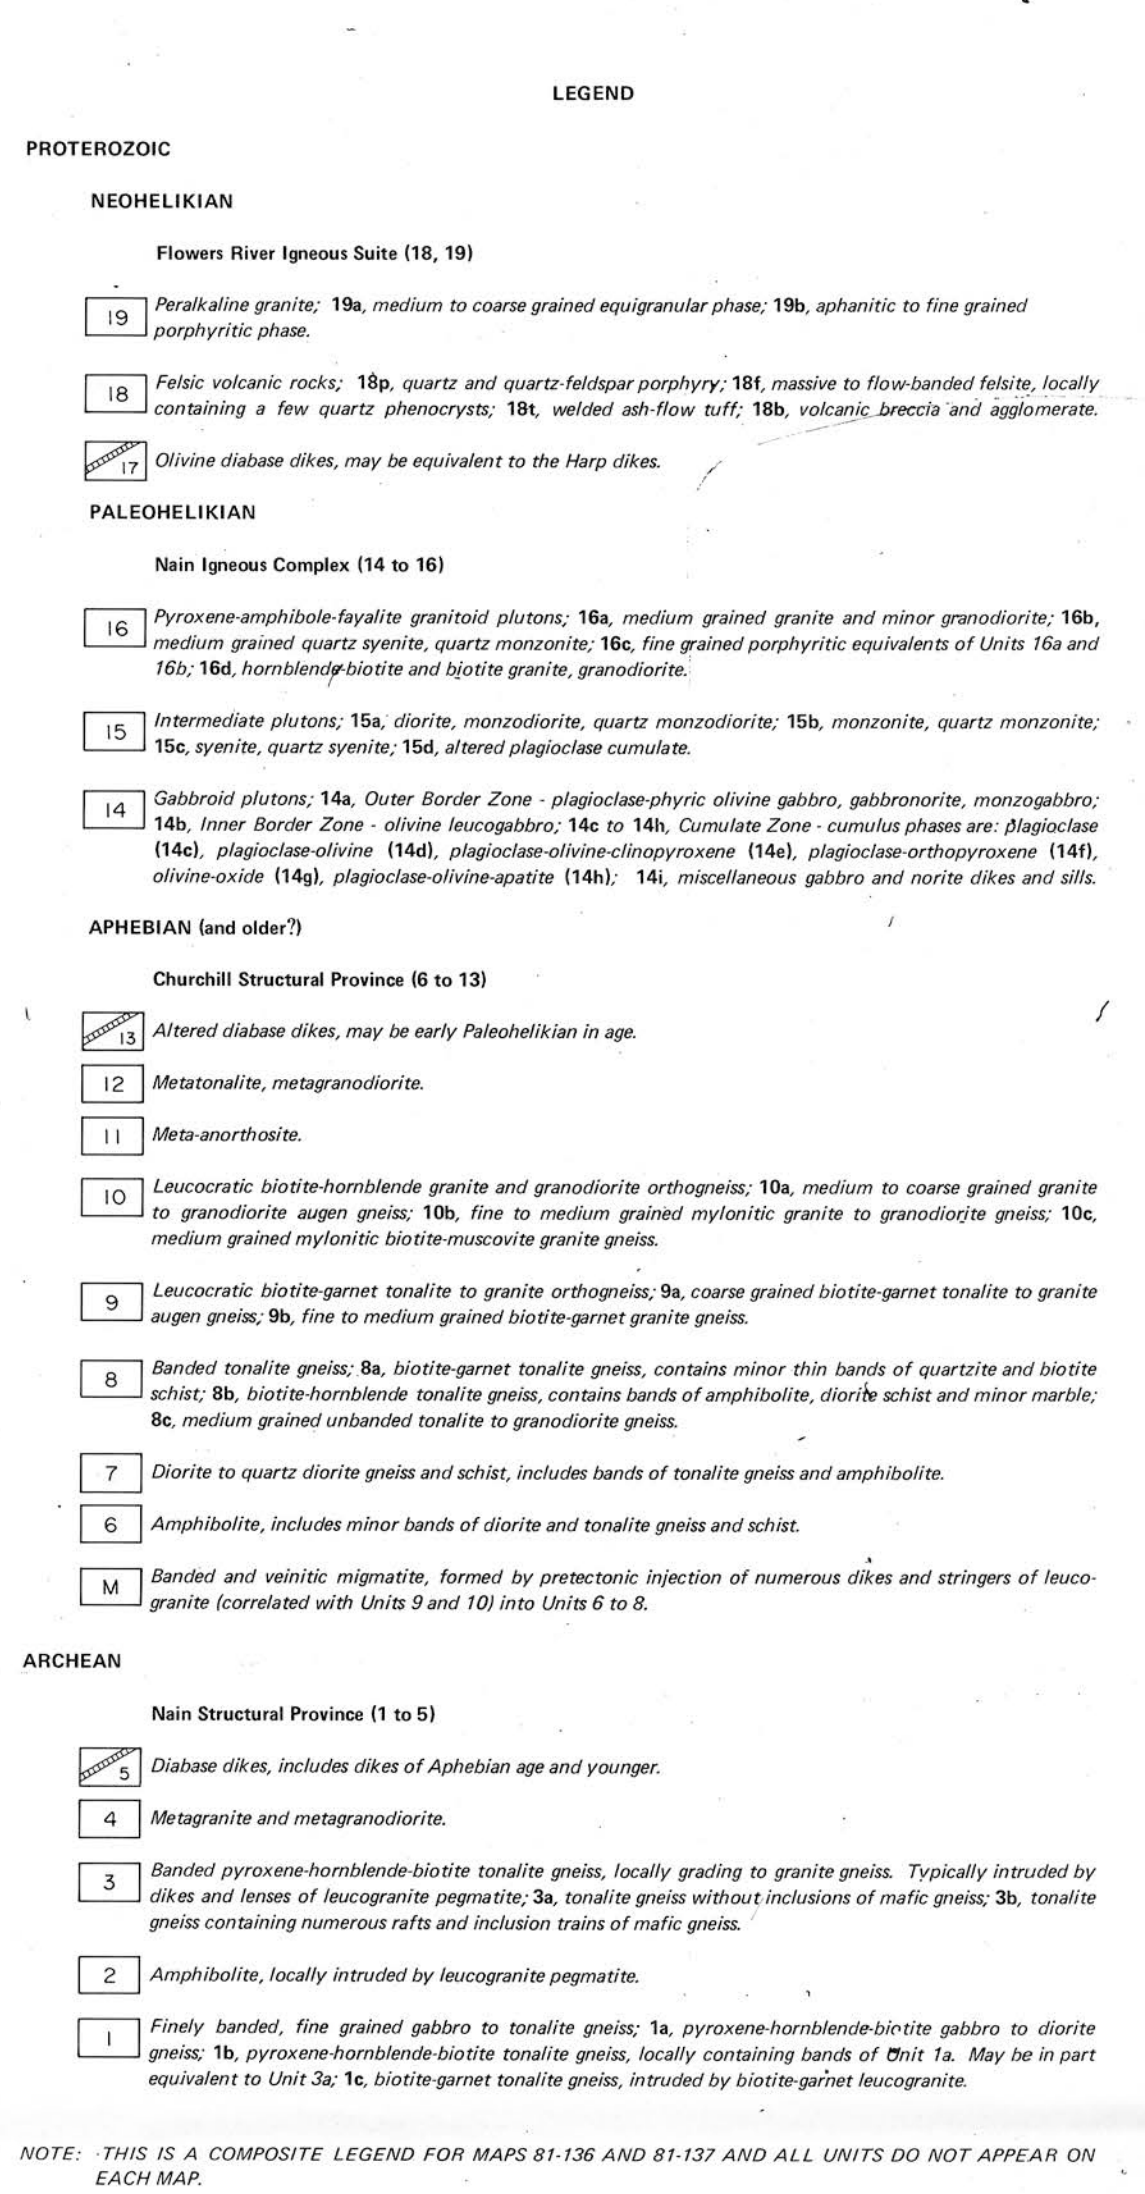 LEGEND
PROTEROZOIC
NEOHELIKIAN
Flowers River Igneous Suite (18, 19)
19 Peralkaline granite; 19a, medium to coarse grained equigranular phase; 19b, aphanitic to fine grained
porphyritic phase.
18 Felsic volcanic rocks; 18p, quartz and quartz-feldspar porphyry; 18f, massive to flow-banded felsite, locally
containing a few quartz phenocrysts; 18t, welded ash-flow tuff; 18b, volcanic breccia and agglomerate.
17 Olivine diabase dikes, may be equivalent to the Harp dikes.
PALEOHELIKIAN
Nain Igneous Complex (14 to 16)
16 Pyroxene-amphibole-fayalite granitoid plutons; 16a, medium grained granite and minor granodiorite; 16b,
medium grained quartz syenite, quartz monzonite; 16c, fine grained porphyritic equivalents of Units 16a and
16b; 16d, hornblende-biotite and biotite granite, granodiorite.
15 Intermediate plutons; 15a, diorite, monzodiorite, quartz monzodiorite; 15b, monzonite, quartz monzonite;
15c, syenite, quartz syenite; 15d, altered plagioclase cumulate.
14 Gabbroid plutons; 14a, Outer Border Zone - plagioclase-phyric olivine gabbro, gabbronorite, monzogabbro;
14b, Inner Border Zone - olivine leucogabbro; 14c to 14h, Cumulate Zone - cumulus phases are: plagioclase
(14c), plagioclase-olivine (14d), plagioclase-olivine-clinopyroxene (14e), plagioclase-orthopyroxene (14f),
olivine-oxide (14g), plagioclase-olivine-apatite (14h); 14i, miscellaneous gabbro and norite dikes and sills.
APHEBIAN (and older?)
Churchill Structural Province (6 to 13)
13 Altered diabase dikes, may be early Paleohelikian in age.
12 Metatonalite, metagranodiorite.
11 Meta-anorthosite.
10 Leucocratic biotite-hornblende granite and granodiorite orthogneiss; 10a, medium to coarse grained granite
to granodiorite augen gneiss; 10b, fine to medium grained mylonitic granite to granodiorite gneiss; 10c,
medium grained mylonitic biotite-muscovite granite gneiss.
9 Leucocratic biotite-garnet tonalite to granite orthogneiss; 9a, coarse grained biotite-garnet tonalite to granite
augen gneiss; 9b, fine to medium grained biotite-garnet granite gneiss.
8 Banded tonalite gneiss; 8a, biotite-garnet tonalite gneiss, contains minor thin bands of quartzite and biotite
schist; 8b, biotite-hornblende tonalite gneiss, contains bands of amphibolite, diorite schist and minor marble;
8c, medium grained unbanded tonalite to granodiorite gneiss.
7 Diorite to quartz diorite gneiss and schist, includes bands of tonalite gneiss and amphibolite.
6 Amphibolite, includes minor bands of diorite and tonalite gneiss and schist.
M Banded and veinitic migmatite, formed by pretectonic injection of numerous dikes and stringers of leuco-
granite (correlated with Units 9 and 10) into Units 6 to 8.
ARCHEAN
Nain Structural Province (1 to 5)
5 Diabase dikes, includes dikes of Aphebian age and younger.
4 Metagranite and metagranodiorite.
3 Banded pyroxene-hornblende-biotite tonalite gneiss, locally grading to granite gneiss. Typically intruded by
dikes and lenses of leucogranite pegmatite; 3a, tonalite gneiss without inclusions of mafic gneiss; 3b, tonalite
gneiss containing numerous rafts and inclusion trains of mafic gneiss.
2 Amphibolite, locally intruded by leucogranite pegmatite.
1 Finely banded, fine grained gabbro to tonalite gneiss; 1a, pyroxene-hornblende-biotite gabbro to diorite
gneiss; 1b, pyroxene-hornblende-biotite tonalite gneiss, locally containing bands of Unit 1a. May be in part
equivalent to Unit 3a; 1c, biotite-garnet tonalite gneiss, intruded by biotite-garnet leucogranite.
NOTE: THIS IS A COMPOSITE LEGEND FOR MAPS 81-136 AND 81-137 AND ALL UNITS DO NOT APPEAR ON
EACH MAP.